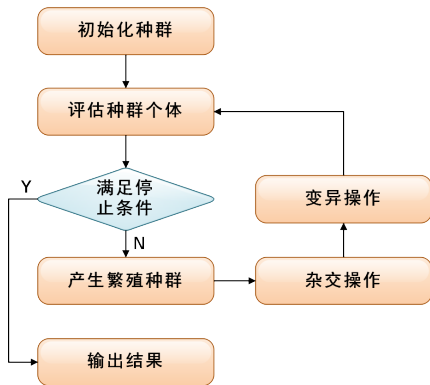 初始化种群
评估种群个体
满足停
止条件
Y
N
变异操作
产生繁殖种群
杂交操作
输出结果